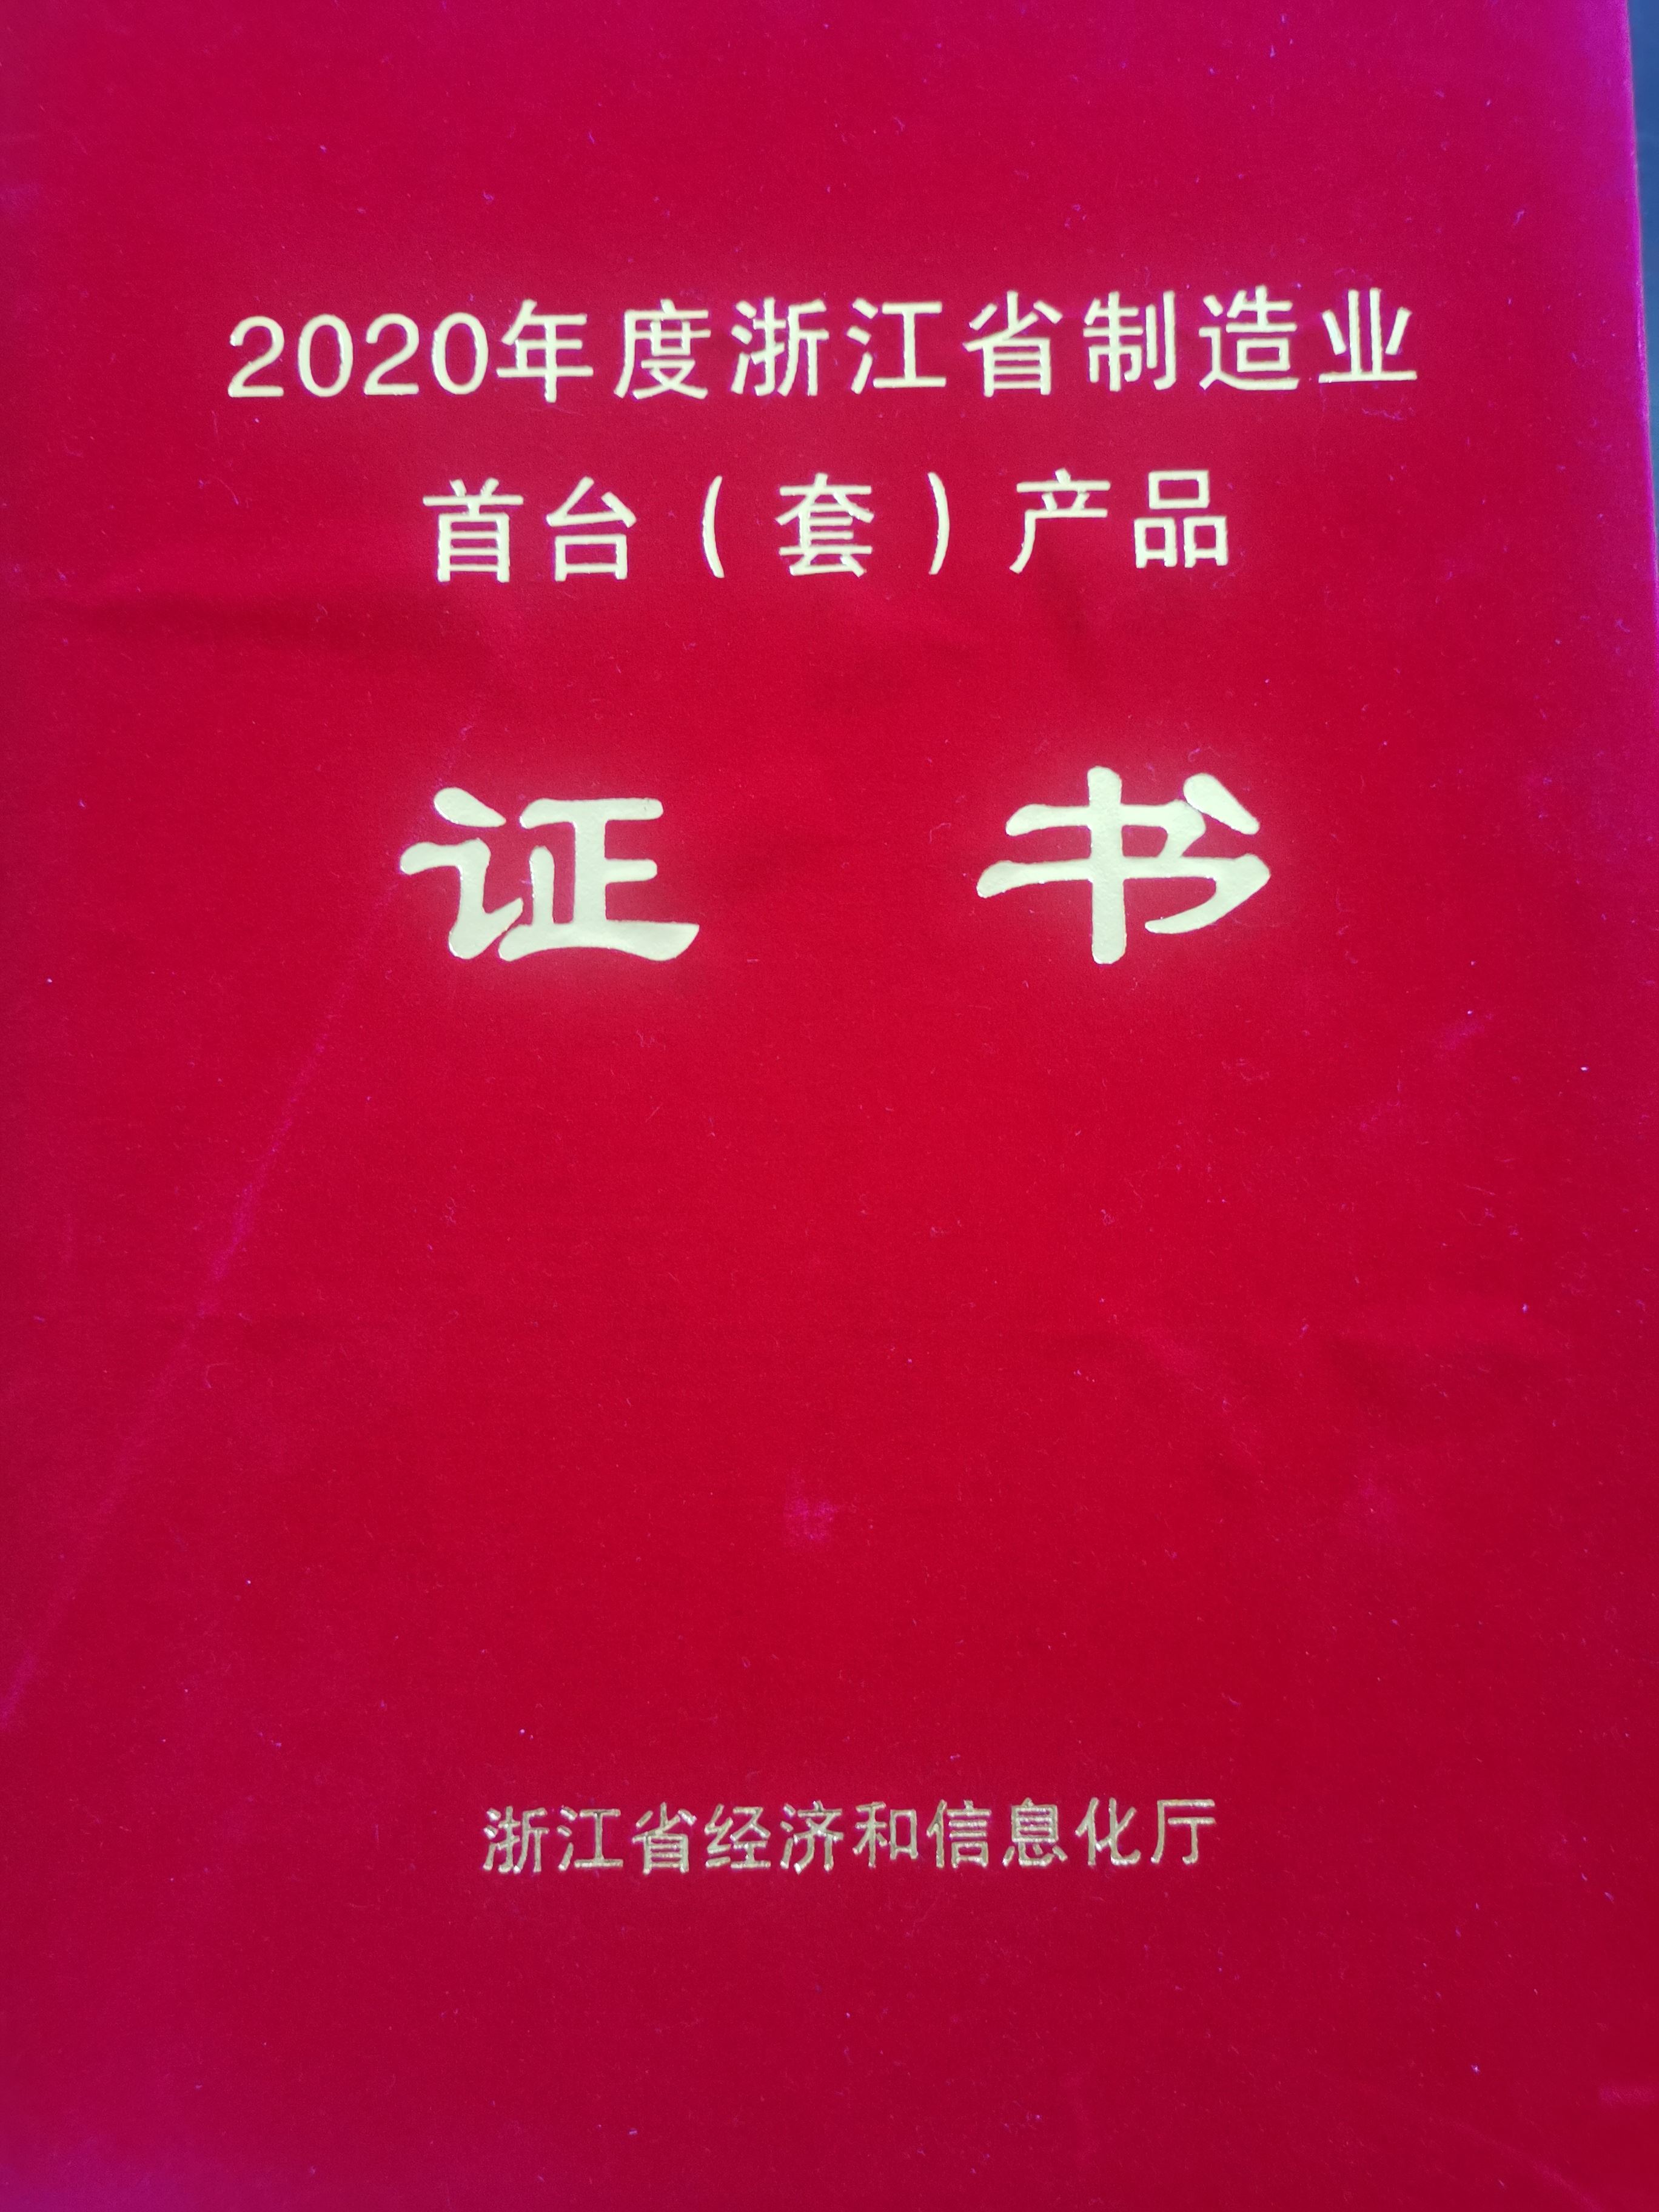 2020年度浙江省制造业
首台（套）产品
证书
浙江省经济和信息化厅